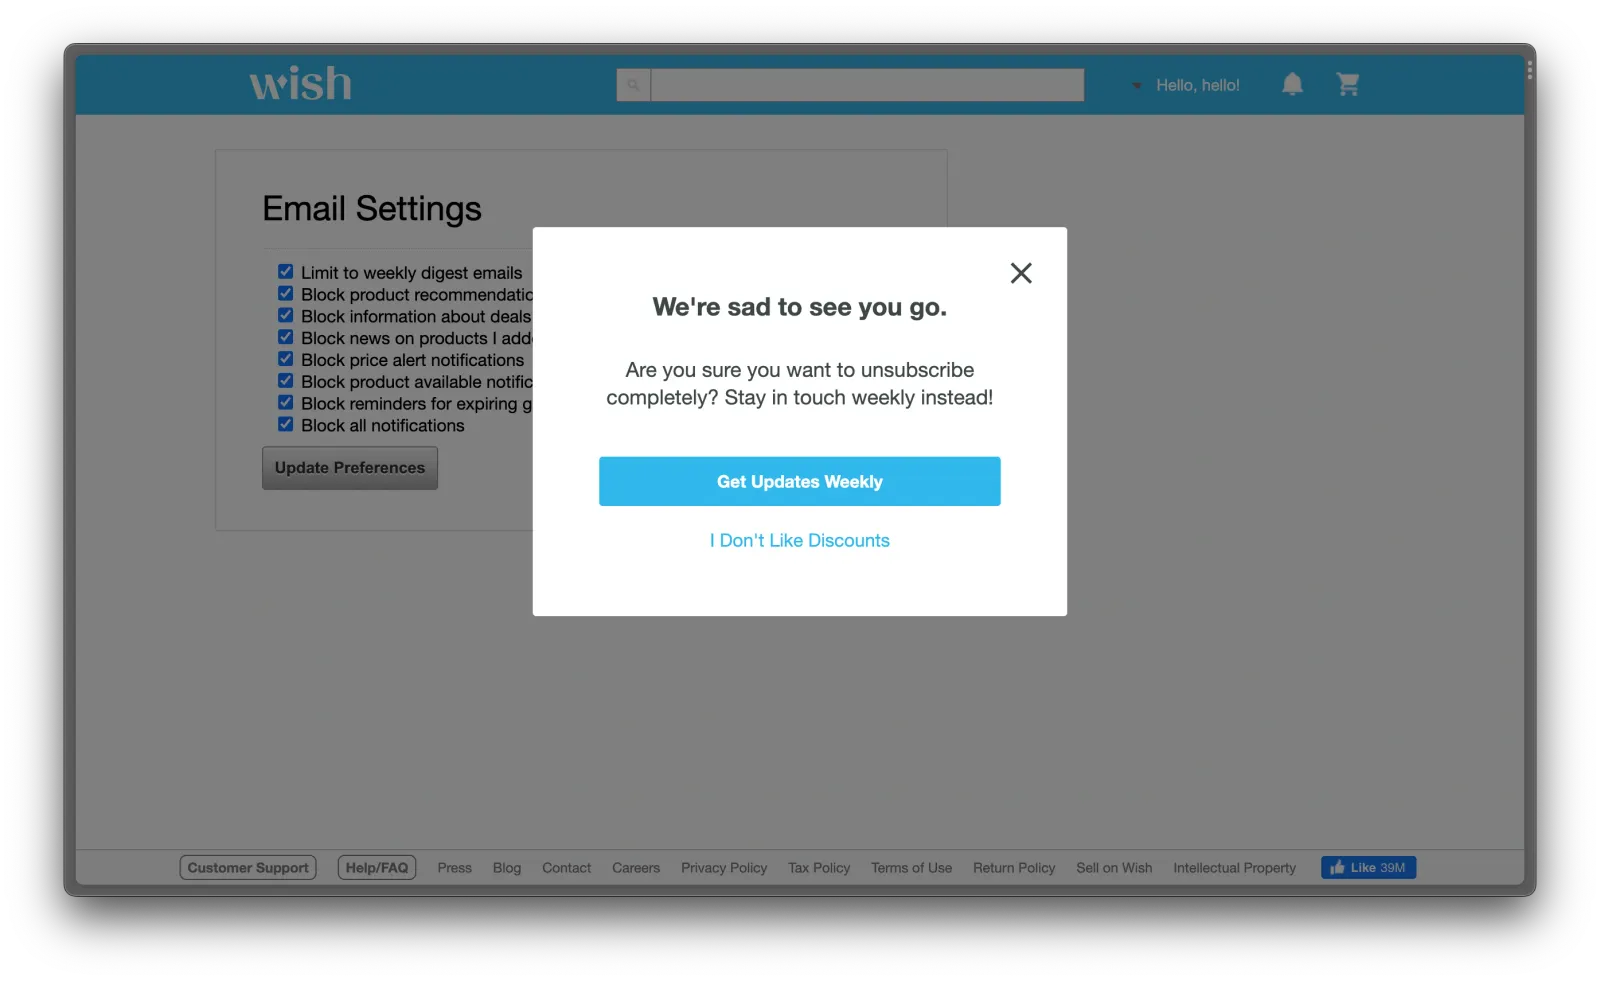 wish
Hello, hello!
Email Settings
Limit to weekly digest emails
Block product recommendatio
Block information about deals
Block news on products I add
Block price alert notifications
Block product available notific
Block reminders for expiring g
Block all notifications
Update Preferences
We're sad to see you go.
Are you sure you want to unsubscribe
completely? Stay in touch weekly instead!
Get Updates Weekly
I Don't Like Discounts
Customer Support Help/FAQ Press Blog Contact Careers Privacy Policy Tax Policy Terms of Use Return Policy Sell on Wish Intellectual Property Like 39M